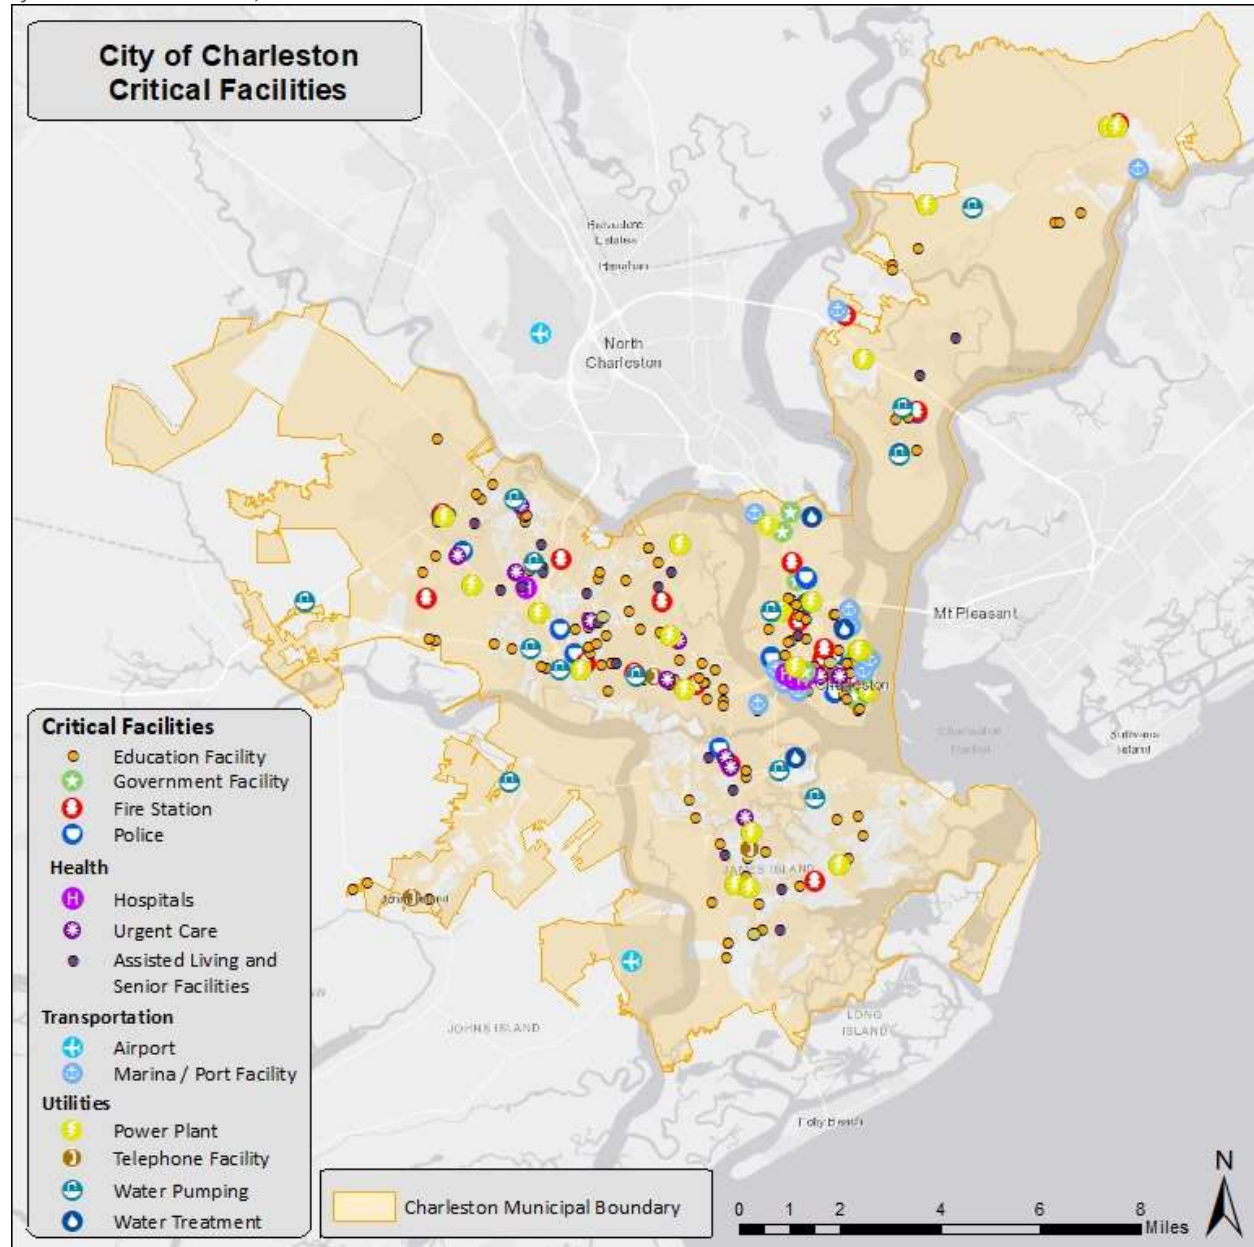 City of Charleston
Critical Facilities
Hanahan
North
Charleston
Mt Pleasant
Charleston
JAMES ISLAND
JOHNS ISLAND
LONG
ISLAND
Folly Beach
Critical Facilities
Education Facility
Government Facility
Fire Station
Police
Health
Hospitals
Urgent Care
Assisted Living and
Senior Facilities
Transportation
Airport
Marina / Port Facility
Utilities
Power Plant
Telephone Facility
Water Pumping
Water Treatment
Charleston Municipal Boundary
0 1 2 4 6 8
Miles
N